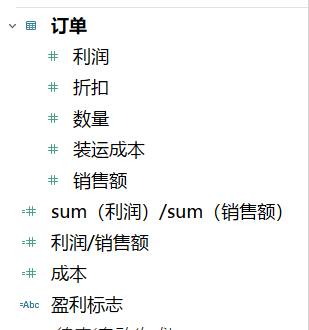 订单
利润
折扣
数量
装运成本
销售额
sum（利润）/sum（销售额）
利润/销售额
成本
Abc 盈利标志